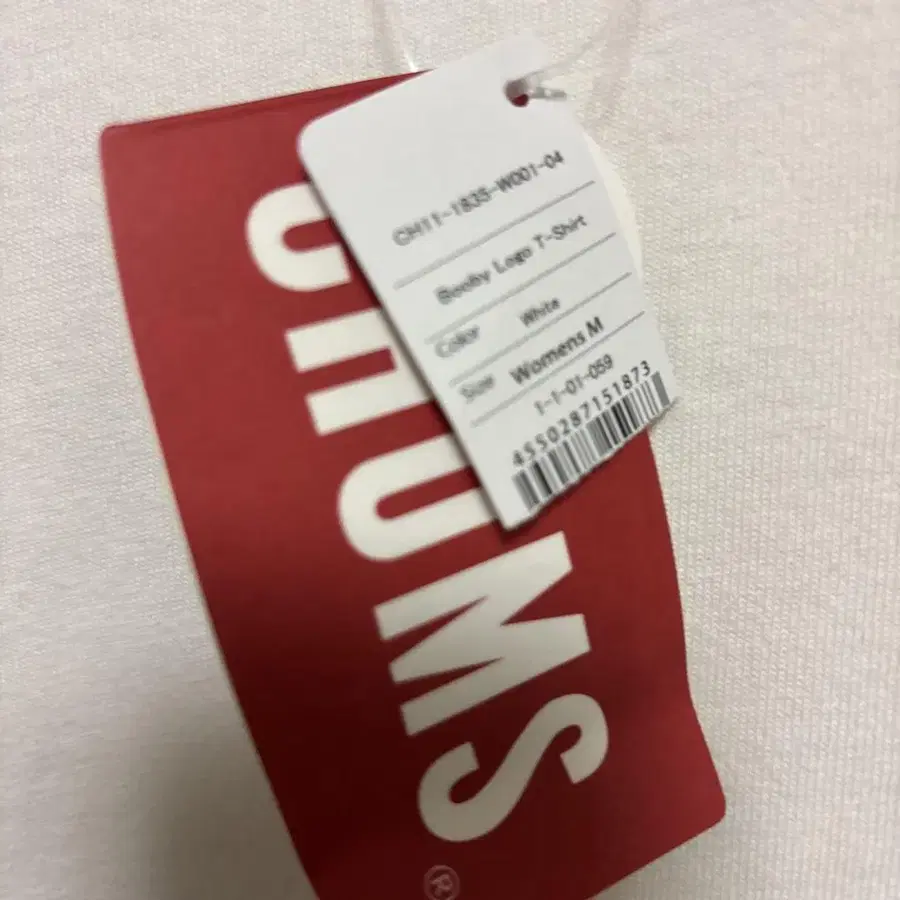 CHUMS
®
CH11-1835-W001-04
Booby Logo T-Shirt
Color White
Size Womens M
1-1-01-059
4550287151873